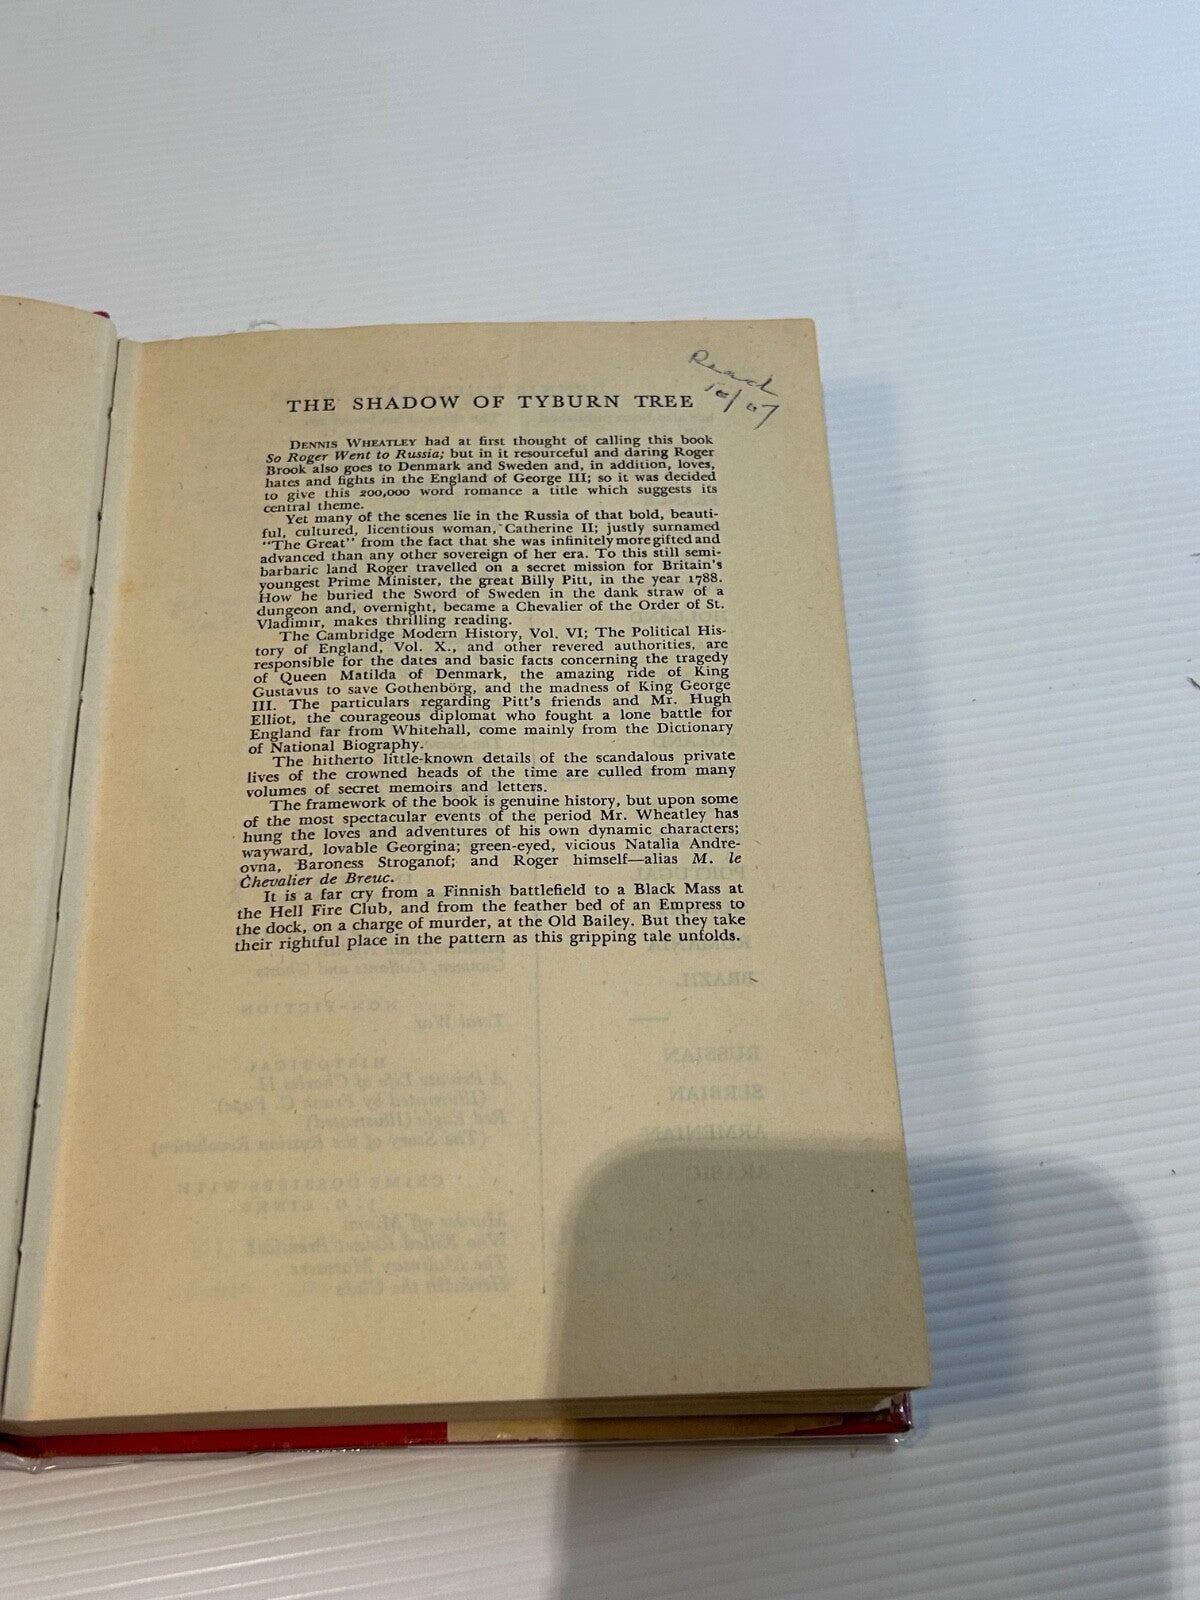 Read
10/07
THE SHADOW OF TYBURN TREE
DENNIS WHEATLEY had at first thought of calling this book
So Roger Went to Russia; but in it resourceful and daring Roger
Brook also goes to Denmark and Sweden and, in addition, loves,
hates and fights in the England of George III; so it was decided
to give this 200,000 word romance a title which suggests its
central theme.
Yet many of the scenes lie in the Russia of that bold, beauti-
ful, cultured, licentious woman, Catherine II; justly surnamed
"The Great" from the fact that she was infinitely more gifted and
advanced than any other sovereign of her era. To this still semi-
barbaric land Roger travelled on a secret mission for Britain's
youngest Prime Minister, the great Billy Pitt, in the year 1788.
How he buried the Sword of Sweden in the dank straw of a
dungeon and, overnight, became a Chevalier of the Order of St.
Vladimir, makes thrilling reading.
The Cambridge Modern History, Vol. VI; The Political His-
tory of England, Vol. X., and other revered authorities, are
responsible for the dates and basic facts concerning the tragedy
of Queen Matilda of Denmark, the amazing ride of King
Gustavus to save Gothenbörg, and the madness of King George
III. The particulars regarding Pitt's friends and Mr. Hugh
Elliot, the courageous diplomat who fought a lone battle for
England far from Whitehall, come mainly from the Dictionary
of National Biography.
The hitherto little-known details of the scandalous private
lives of the crowned heads of the time are culled from many
volumes of secret memoirs and letters.
The framework of the book is genuine history, but upon some
of the most spectacular events of the period Mr. Wheatley has
hung the loves and adventures of his own dynamic characters;
wayward, lovable Georgina; green-eyed, vicious Natalia Andre-
ovna, Baroness Stroganof; and Roger himself—alias M. le
Chevalier de Breuc.
It is a far cry from a Finnish battlefield to a Black Mass at
the Hell Fire Club, and from the feather bed of an Empress to
the dock, on a charge of murder, at the Old Bailey. But they take
their rightful place in the pattern as this gripping tale unfolds.